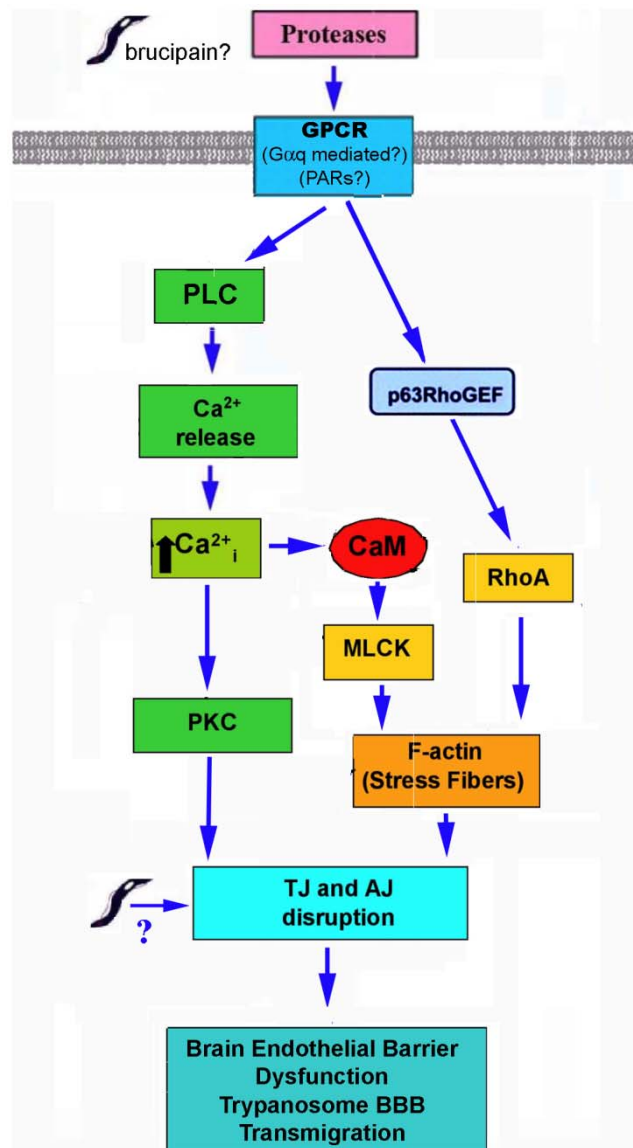 brucipain?
Proteases
GPCR
(Gαq mediated?)
(PARs?)
PLC
p63RhoGEF
Ca²⁺
release
Ca²⁺ᵢ
CaM
RhoA
MLCK
PKC
F-actin
(Stress Fibers)
TJ and AJ
disruption
?
Brain Endothelial Barrier
Dysfunction
Trypanosome BBB
Transmigration